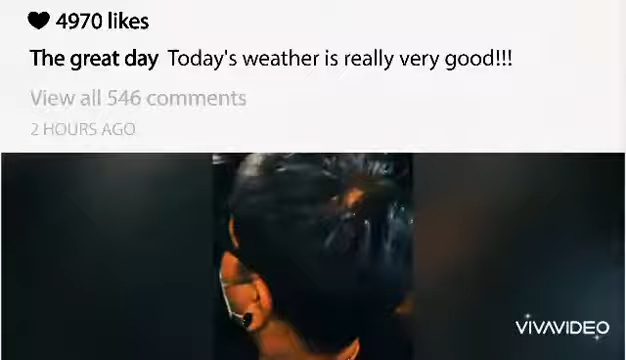 4970 likes
The great day Today's weather is really very good!!!
View all 546 comments
2 HOURS AGO
VIVAVIDEO